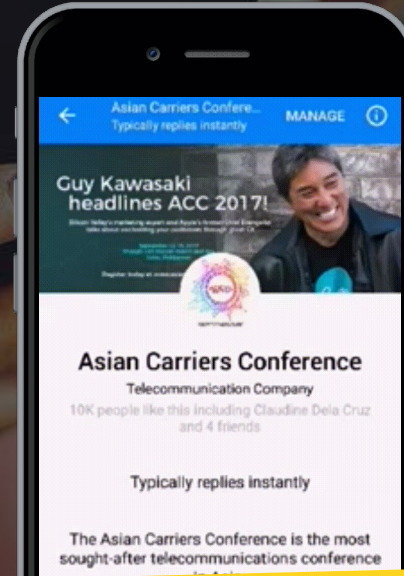 Asian Carriers Confere...
Typically replies instantly
MANAGE
Guy Kawasaki
headlines ACC 2017!
Asian Carriers Conference
Telecommunication Company
10K people like this including Claudine Dela Cruz
and 4 friends
Typically replies instantly
The Asian Carriers Conference is the most
sought-after telecommunications conference